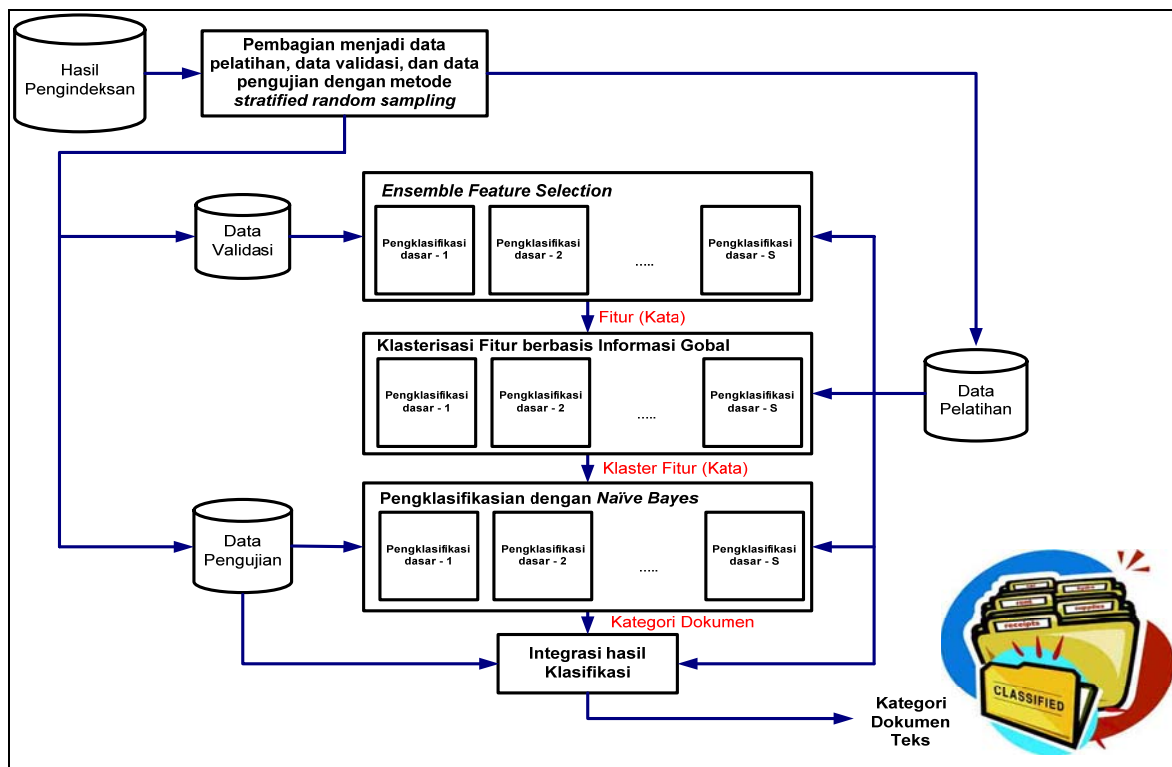 Hasil
Pengindeksan
Pembagian menjadi data
pelatihan, data validasi, dan data
pengujian dengan metode
stratified random sampling
Ensemble Feature Selection
Pengklasifikasi
dasar - 1
Pengklasifikasi
dasar - 2
.....
Pengklasifikasi
dasar - S
Data
Validasi
Fitur (Kata)
Klasterisasi Fitur berbasis Informasi Gobal
Pengklasifikasi
dasar - 1
Pengklasifikasi
dasar - 2
.....
Pengklasifikasi
dasar - S
Data
Pelatihan
Klaster Fitur (Kata)
Pengklasifikasian dengan Naïve Bayes
Pengklasifikasi
dasar - 1
Pengklasifikasi
dasar - 2
.....
Pengklasifikasi
dasar - S
Data
Pengujian
Kategori Dokumen
Integrasi hasil
Klasifikasi
Kategori
Dokumen
Teks
rent
supplies
receipts
CLASSIFIED